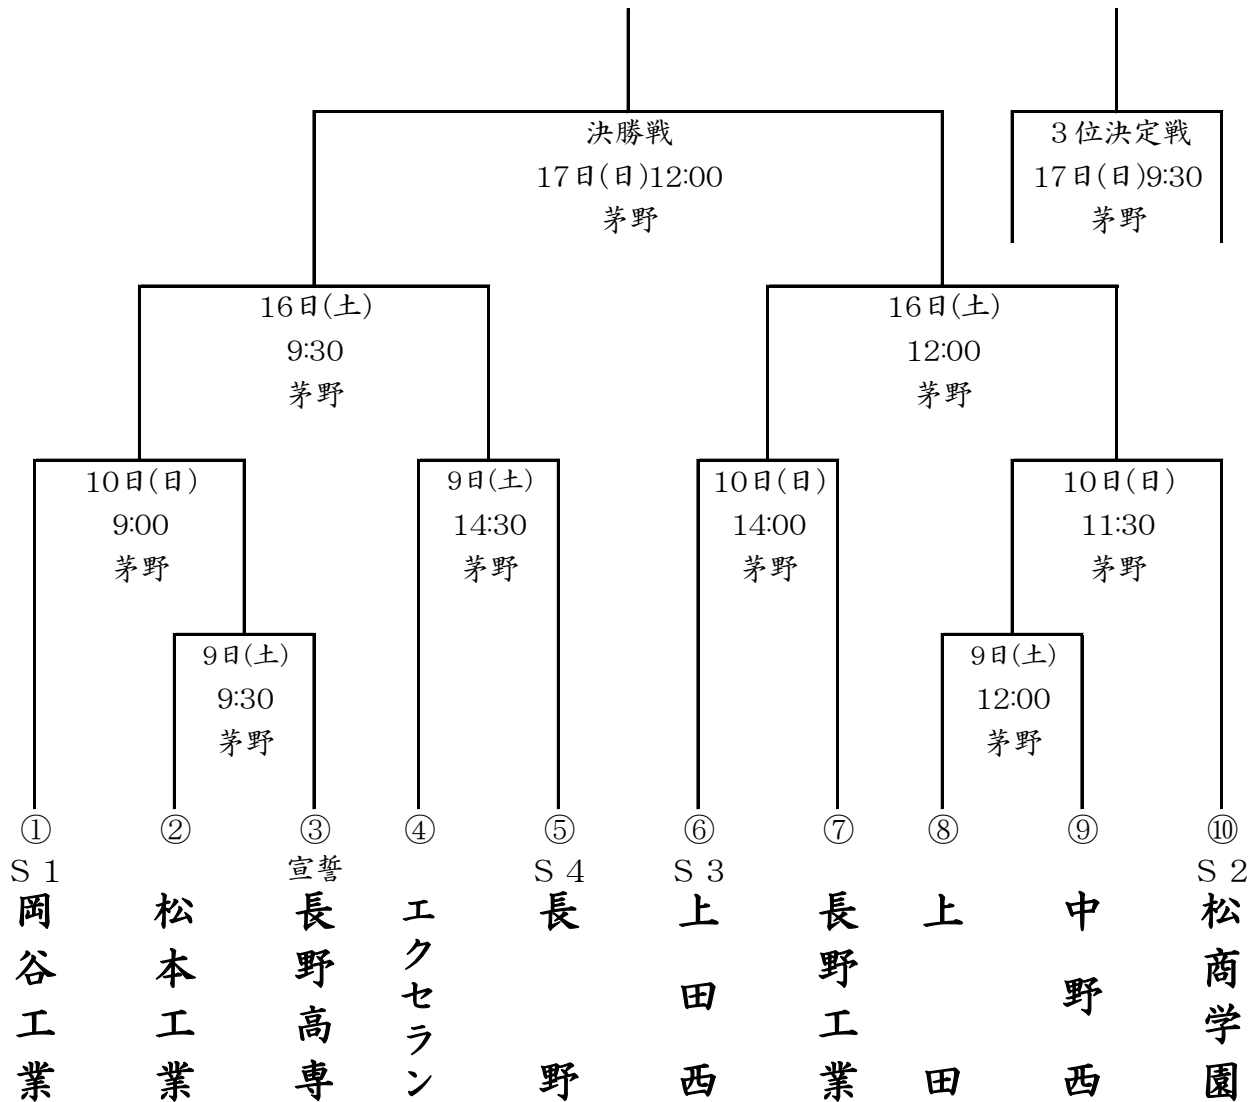 決勝戦
17日(日)12:00
茅野
３位決定戦
17日(日)9:30
茅野
16日(土)
9:30
茅野
16日(土)
12:00
茅野
10日(日)
9:00
茅野
9日(土)
14:30
茅野
10日(日)
14:00
茅野
10日(日)
11:30
茅野
9日(土)
9:30
茅野
9日(土)
12:00
茅野
①
Ｓ１
岡谷工業
②
松本工業
③
宣誓
長野高専
④
エクセラン
⑤
Ｓ４
長野
⑥
Ｓ３
上田西
⑦
長野工業
⑧
上田
⑨
中野西
⑩
Ｓ２
松商学園